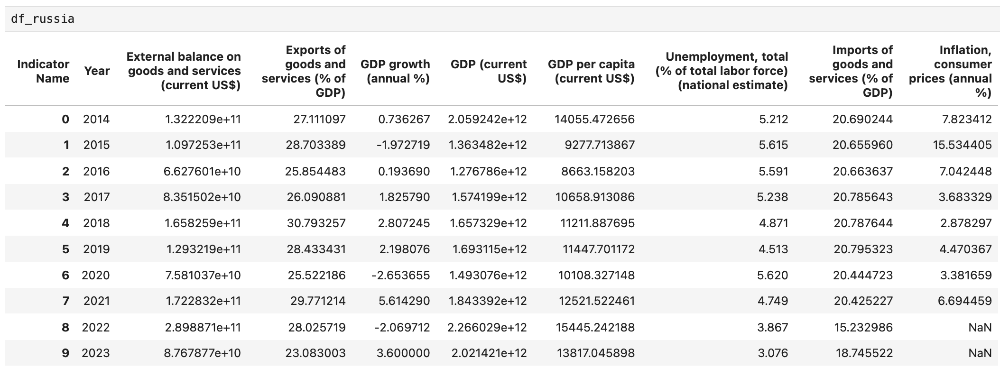 df_russia
Indicator Name Year External balance on goods and services (current US$) Exports of goods and services (% of GDP) GDP growth (annual %) GDP (current US$) GDP per capita (current US$) Unemployment, total (% of total labor force) (national estimate) Imports of goods and services (% of GDP) Inflation, consumer prices (annual %)
0 2014 1.322209e+11 27.111097 0.736267 2.059242e+12 14055.472656 5.212 20.690244 7.823412
1 2015 1.097253e+11 28.703389 -1.972719 1.363482e+12 9277.713867 5.615 20.655960 15.534405
2 2016 6.627601e+10 25.854483 0.193690 1.276786e+12 8663.158203 5.591 20.663637 7.042448
3 2017 8.351502e+10 26.090881 1.825790 1.574199e+12 10658.913086 5.238 20.785643 3.683329
4 2018 1.658259e+11 30.793257 2.807245 1.657329e+12 11211.887695 4.871 20.787644 2.878297
5 2019 1.293219e+11 28.433431 2.198076 1.693115e+12 11447.701172 4.513 20.795323 4.470367
6 2020 7.581037e+10 25.522186 -2.653655 1.493076e+12 10108.327148 5.620 20.444723 3.381659
7 2021 1.722832e+11 29.771214 5.614290 1.843392e+12 12521.522461 4.749 20.425227 6.694459
8 2022 2.898871e+11 28.025719 -2.069712 2.266029e+12 15445.242188 3.867 15.232986 NaN
9 2023 8.767877e+10 23.083003 3.600000 2.021421e+12 13817.045898 3.076 18.745522 NaN